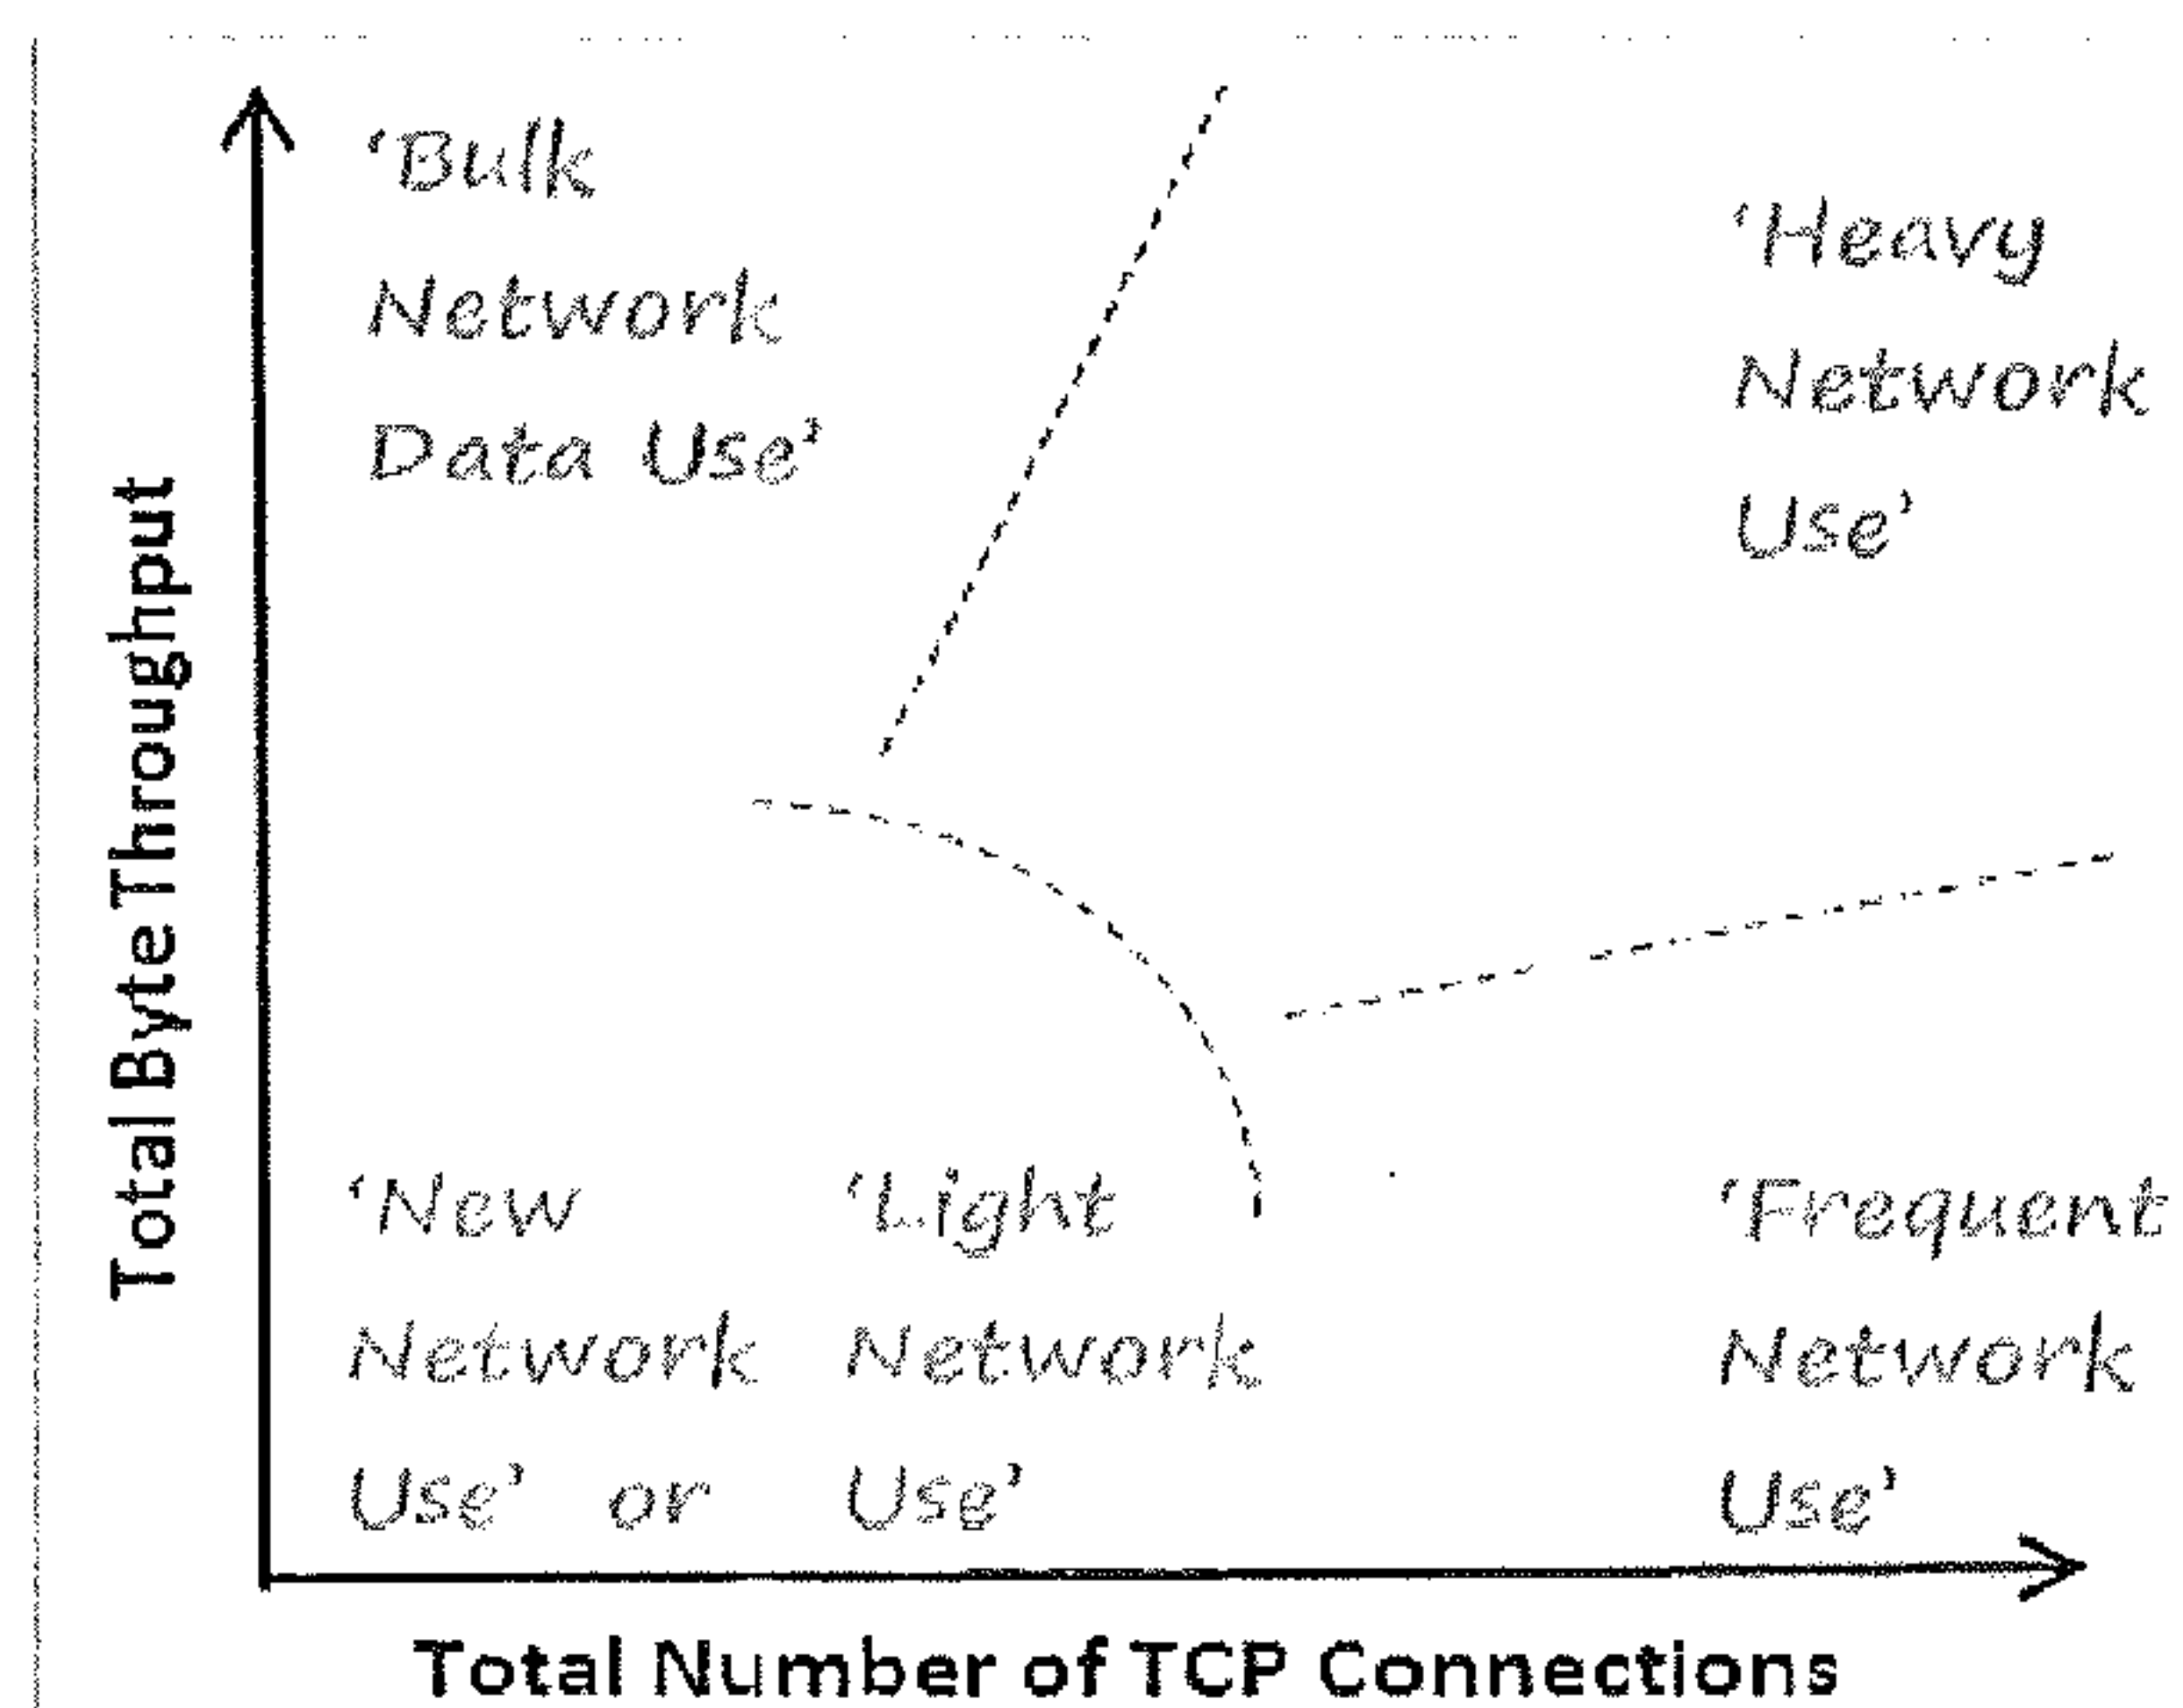 ‘Bulk
Network
Data Use’
‘Heavy
Network
Use’
Total Byte Throughput
‘New
Network
Use’ or
‘Light
Network
Use’
‘Frequent
Network
Use’
Total Number of TCP Connections